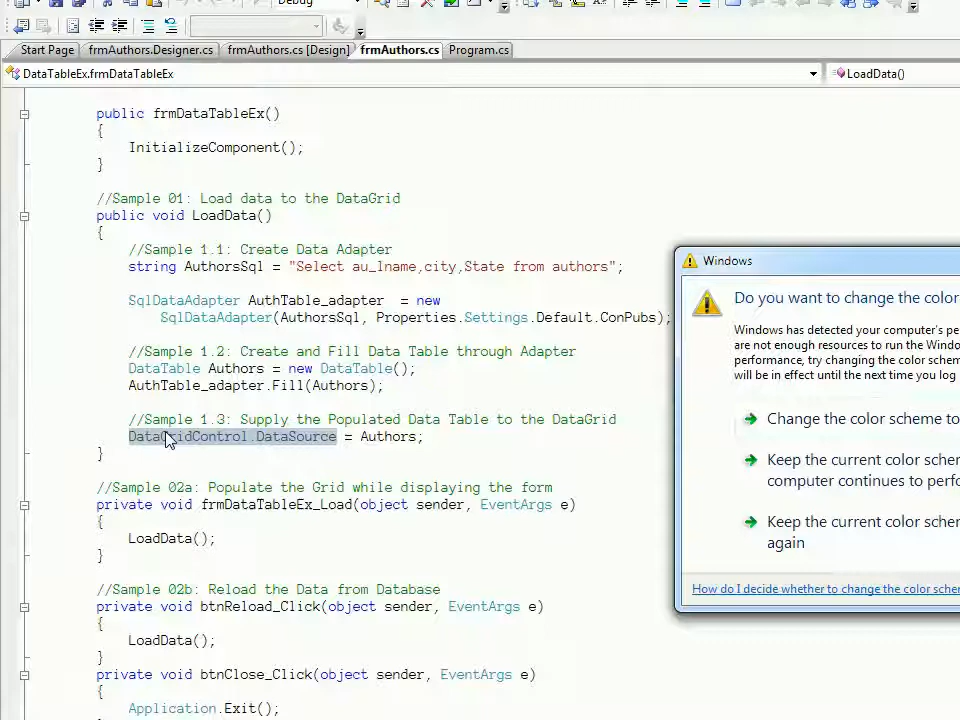 Debug
Start Page frmAuthors.Designer.cs frmAuthors.cs [Design] frmAuthors.cs Program.cs
DataTableEx.frmDataTableEx LoadData()
public frmDataTableEx()
{
InitializeComponent();
}
//Sample 01: Load data to the DataGrid
public void LoadData()
{
//Sample 1.1: Create Data Adapter
string AuthorsSql = "Select au_lname,city,State from authors";
SqlDataAdapter AuthTable_adapter = new
SqlDataAdapter(AuthorsSql, Properties.Settings.Default.ConPubs);
//Sample 1.2: Create and Fill Data Table through Adapter
DataTable Authors = new DataTable();
AuthTable_adapter.Fill(Authors);
//Sample 1.3: Supply the Populated Data Table to the DataGrid
DataGridControl.DataSource = Authors;
}
//Sample 02a: Populate the Grid while displaying the form
private void frmDataTableEx_Load(object sender, EventArgs e)
{
LoadData();
}
//Sample 02b: Reload the Data from Database
private void btnReload_Click(object sender, EventArgs e)
{
LoadData();
}
private void btnClose_Click(object sender, EventArgs e)
{
Application.Exit();
Windows
Do you want to change the color
Windows has detected your computer's pe
are not enough resources to run the Windo
performance, try changing the color schem
will be in effect until the next time you log
Change the color scheme to
Keep the current color scher
computer continues to perfo
Keep the current color scher
again
How do I decide whether to change the color scher